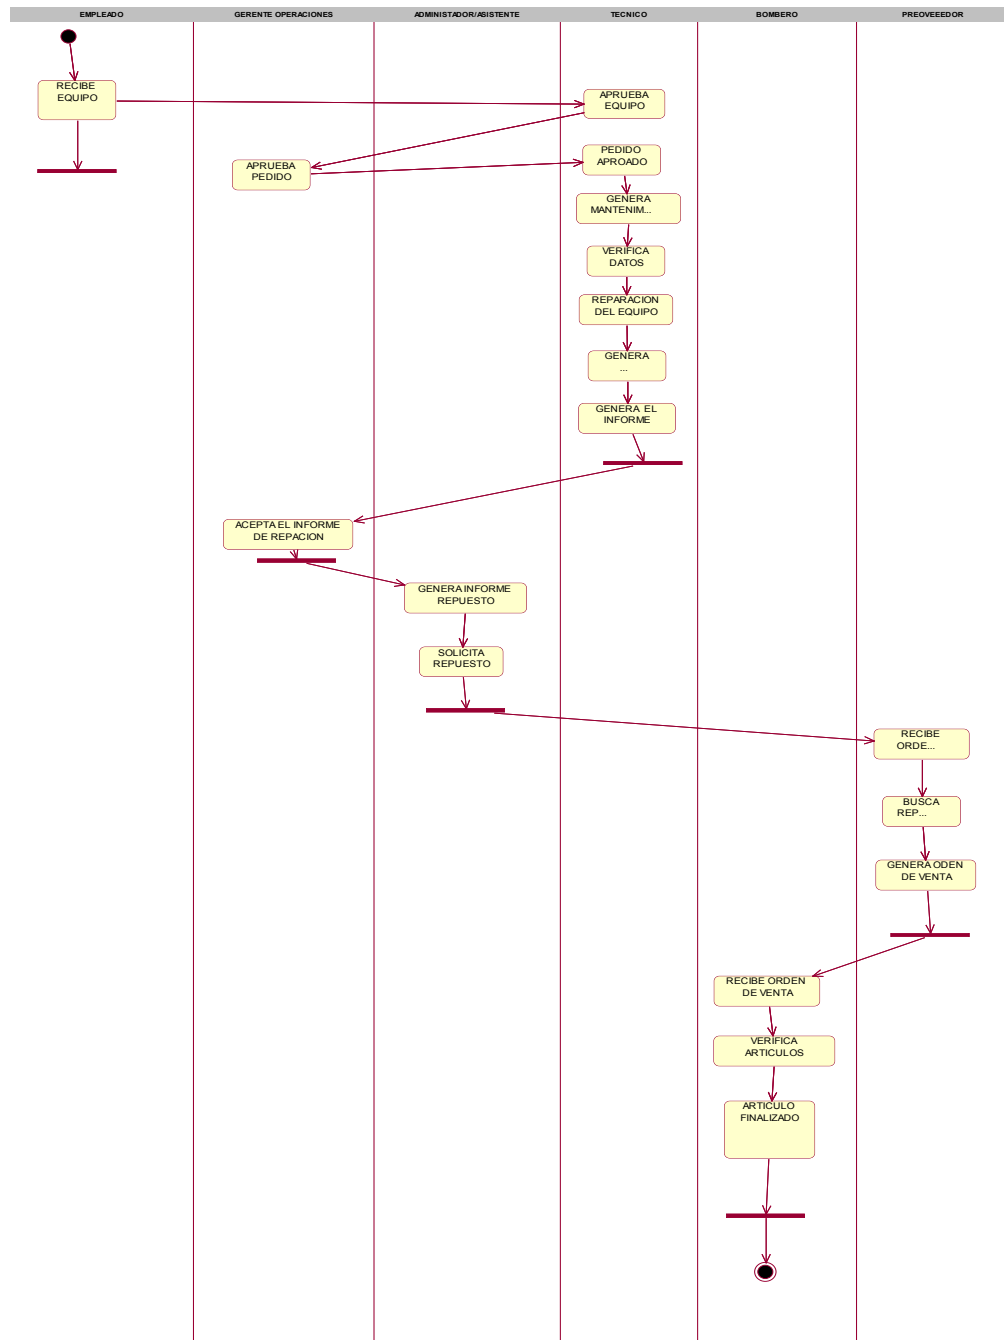 EMPLEADO
GERENTE OPERACIONES
ADMINISTADOR/ASISTENTE
TECNICO
BOMBERO
PREOVEEEDOR
RECIBE
EQUIPO
APRUEBA
EQUIPO
APRUEBA
PEDIDO
PEDIDO
APROADO
GENERA
MANTENIM...
VERIFICA
DATOS
REPARACION
DEL EQUIPO
GENERA
...
GENERA EL
INFORME
ACEPTA EL INFORME
DE REPACION
GENERA INFORME
REPUESTO
SOLICITA
REPUESTO
RECIBE
ORDE...
BUSCA
REP...
GENERA ODEN
DE VENTA
RECIBE ORDEN
DE VENTA
VERIFICA
ARTICULOS
ARTICULO
FINALIZADO